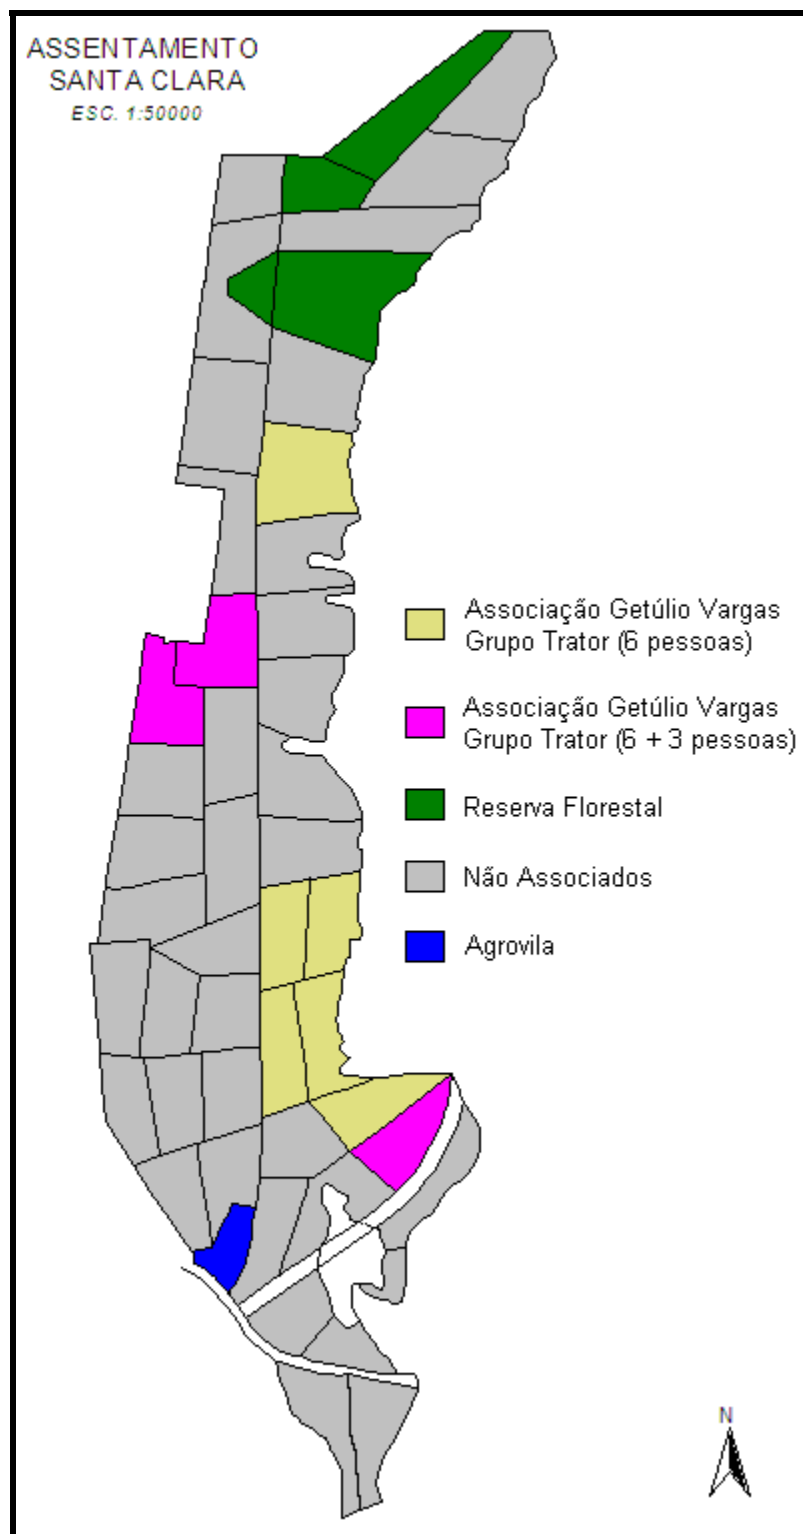 ASSENTAMENTO
SANTA CLARA
ESC. 1:50000
Associação Getúlio Vargas
Grupo Trator (6 pessoas)
Associação Getúlio Vargas
Grupo Trator (6 + 3 pessoas)
Reserva Florestal
Não Associados
Agrovila
N